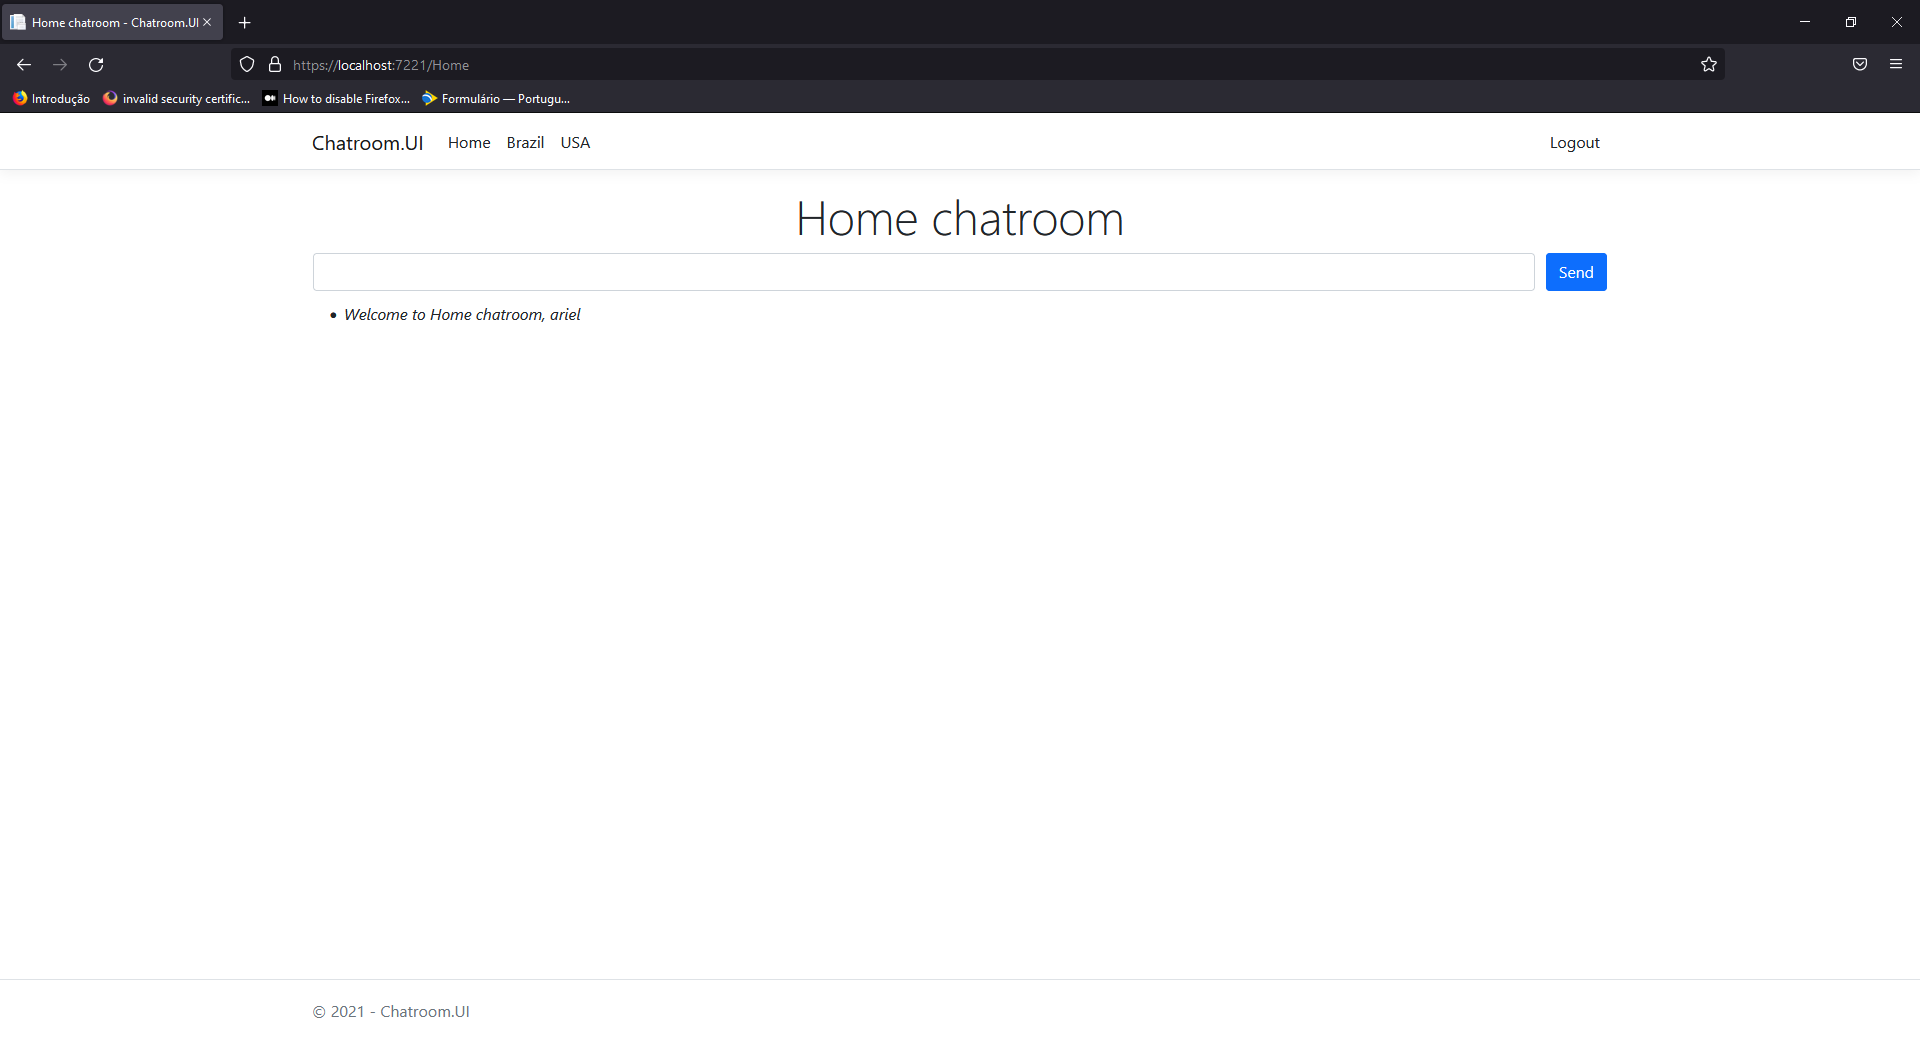 Home chatroom - Chatroom.UI
https://localhost:7221/Home
Introdução invalid security certific... How to disable Firefox... Formulário — Portugu...
Chatroom.UI Home Brazil USA Logout
Home chatroom
Send
• Welcome to Home chatroom, ariel
© 2021 - Chatroom.UI